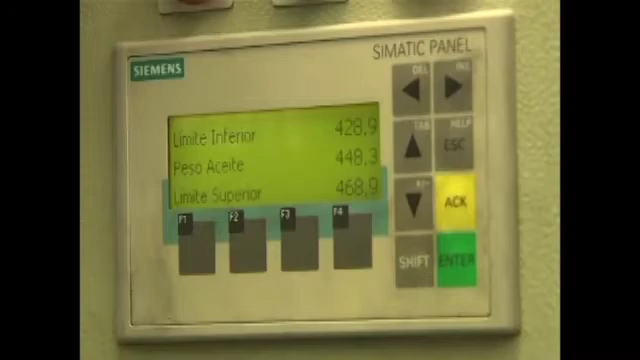 SIEMENS
SIMATIC PANEL
Limite Inferior 428,9
Peso Aceite 448,3
Limite Superior 468,9
F1 F2 F3 F4
DEL
INS
TAB
HELP
ESC
ACK
SHIFT
ENTER